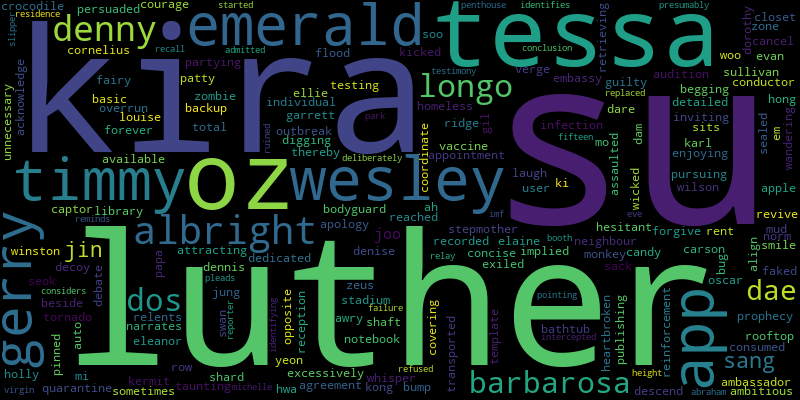 crocodile persuaded courage started penthouse identifies presumably
residence denny emerald tessa closet
slipper cornelius recall admitted soo flood kicked conclusion retrieving dorothy zone cancel
partying testimony verge woo evan
kira fairy patty zombie ellie testing longo embassy audition sullivan
unnecessary acknowledge basic backup individual homeless guilty begging conductor
overrun louise garrett replaced dare detailed hong
forever total outbreak park ridge gil su inviting sealed em wandering
ruined digging coordinate vaccine infection fifteen mo dam sits karl
available thereby deliberately appointment assaulted enjoying
timmy oz wesley laugh ki wicked pursuing apple
captor library user wilson revive
bodyguard ah imf eve
gerry winston reminds albright apology reached stepmother hesitant forgive rent mud
jin papa joo recorded elaine booth neighbour carson norm smile
considers decoy debate attracting dedicated denise relay concise implied monkey candy bug align
seok beside dennis luther zeus exiled sack oscar faked
tornado dos jung stadium pointing app dae
auto relents swan reporter opposite reception awry failure covering template bathtub heartbroken publishing reinforcement prophecy
pinned narrates pleads identifying shaft transported intercepted rooftop
eleanor yeon notebook sang consumed
holly mi row shard excessively whisper refused height ambassador
virgin quarantine kermit taunting michelle hwa agreement kong bump barbarosa descend abraham ambitious
sometimes